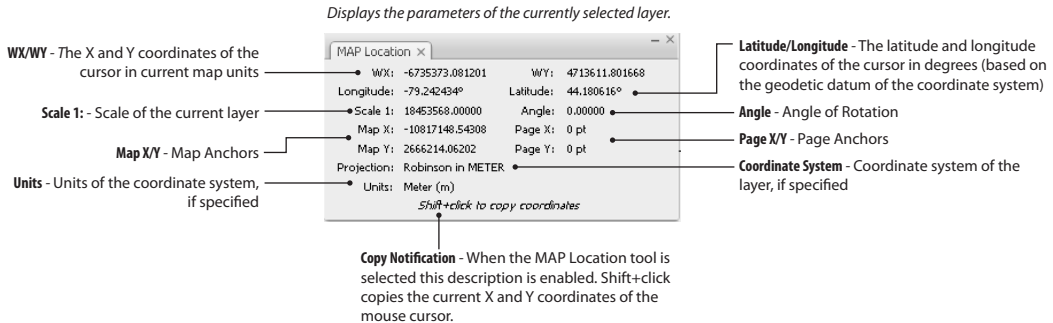 Displays the parameters of the currently selected layer.
WX/WY - The X and Y coordinates of the
cursor in current map units
Scale 1: - Scale of the current layer
Map X/Y - Map Anchors
Units - Units of the coordinate system,
if specified
MAP Location ×
WX: -6735373.081201 WY: 4713611.801668
Longitude: -79.242434º Latitude: 44.180616º
Scale 1: 18453568.00000 Angle: 0.00000
Map X: -10817148.54308 Page X: 0 pt
Map Y: 2666214.06202 Page Y: 0 pt
Projection: Robinson in METER
Units: Meter (m)
Shift+click to copy coordinates
Latitude/Longitude - The latitude and longitude
coordinates of the cursor in degrees (based on
the geodetic datum of the coordinate system)
Angle - Angle of Rotation
Page X/Y - Page Anchors
Coordinate System - Coordinate system of the
layer, if specified
Copy Notification - When the MAP Location tool is
selected this description is enabled. Shift+click
copies the current X and Y coordinates of the
mouse cursor.